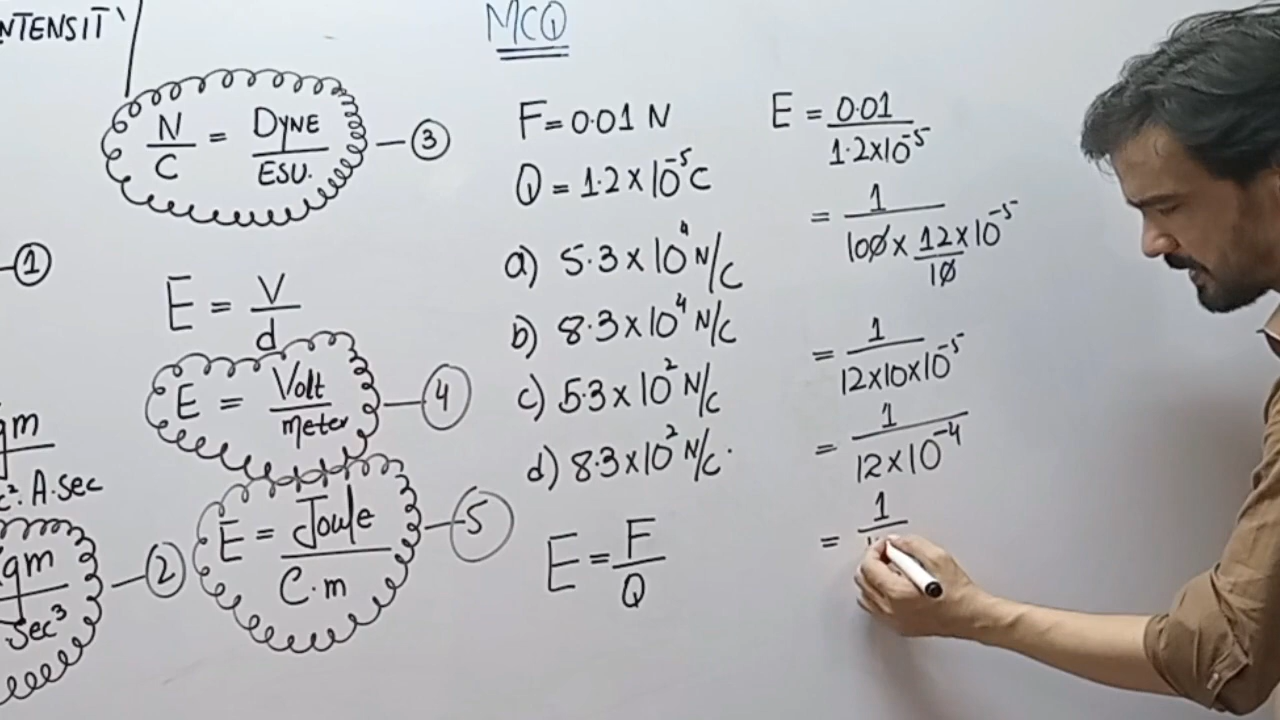 NTENSITY
N/C = DYNE/ESU. — 3
— 1
E = V/d
E = Volt/meter — 4
E = Joule/C·m — 5
gm
c². A.sec
gm
Sec³ — 2
MCQ
F = 0.01 N
Q = 1.2 × 10⁻⁵ C
a) 5.3 × 10⁴ N/C
b) 8.3 × 10⁴ N/C
c) 5.3 × 10² N/C
d) 8.3 × 10² N/C.
E = F/Q
E = 0.01/1.2×10⁻⁵
= 1/100 × 12/10 × 10⁻⁵
= 1/12×10×10⁻⁵
= 1/12×10⁻⁴
= 1